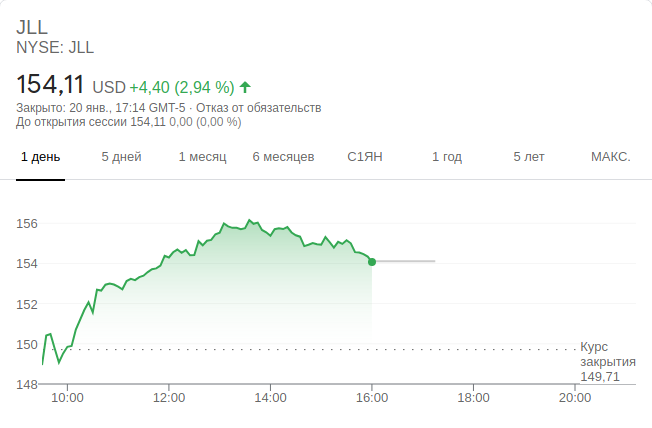 JLL
NYSE: JLL
154,11 USD +4,40 (2,94 %)
Закрыто: 20 янв., 17:14 GMT-5 · Отказ от обязательств
До открытия сессии 154,11 0,00 (0,00 %)
1 день 5 дней 1 месяц 6 месяцев С1ЯН 1 год 5 лет МАКС.
156
154
152
150
148
Курс
закрытия
149,71
10:00 12:00 14:00 16:00 18:00 20:00